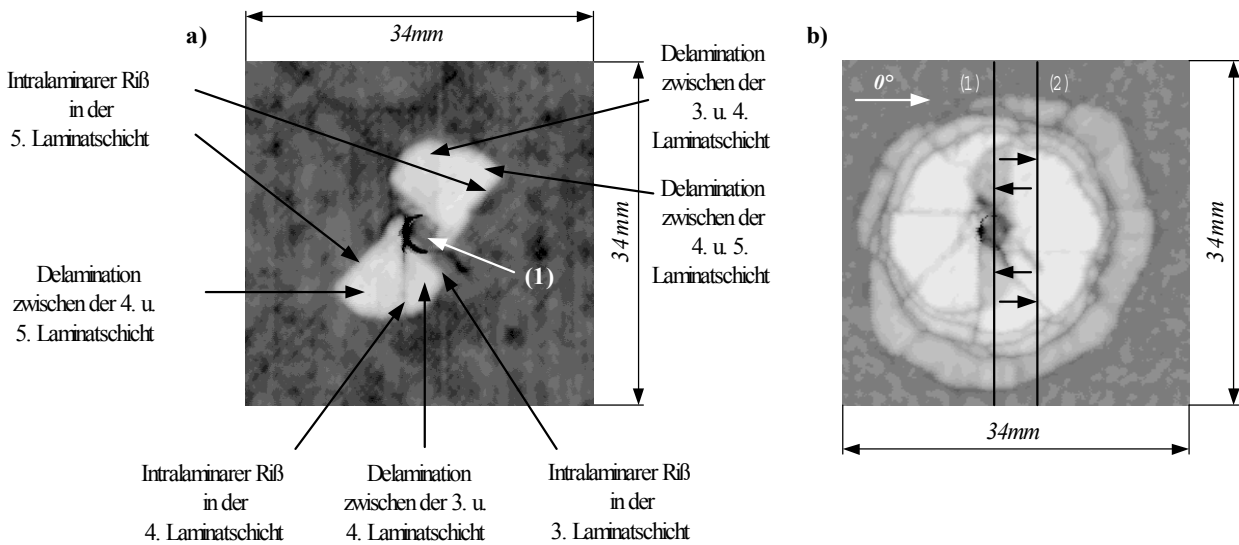 a)
34mm
34mm
Intralaminarer Riß
in der
5. Laminatschicht
Delamination
zwischen der
3. u. 4.
Laminatschicht
Delamination
zwischen der
4. u. 5.
Laminatschicht
Delamination
zwischen der 4. u.
5. Laminatschicht
(1)
Intralaminarer Riß
in der
4. Laminatschicht
Delamination
zwischen der 3. u.
4. Laminatschicht
Intralaminarer Riß
in der
3. Laminatschicht
b)
0°
(1)
(2)
34mm
34mm